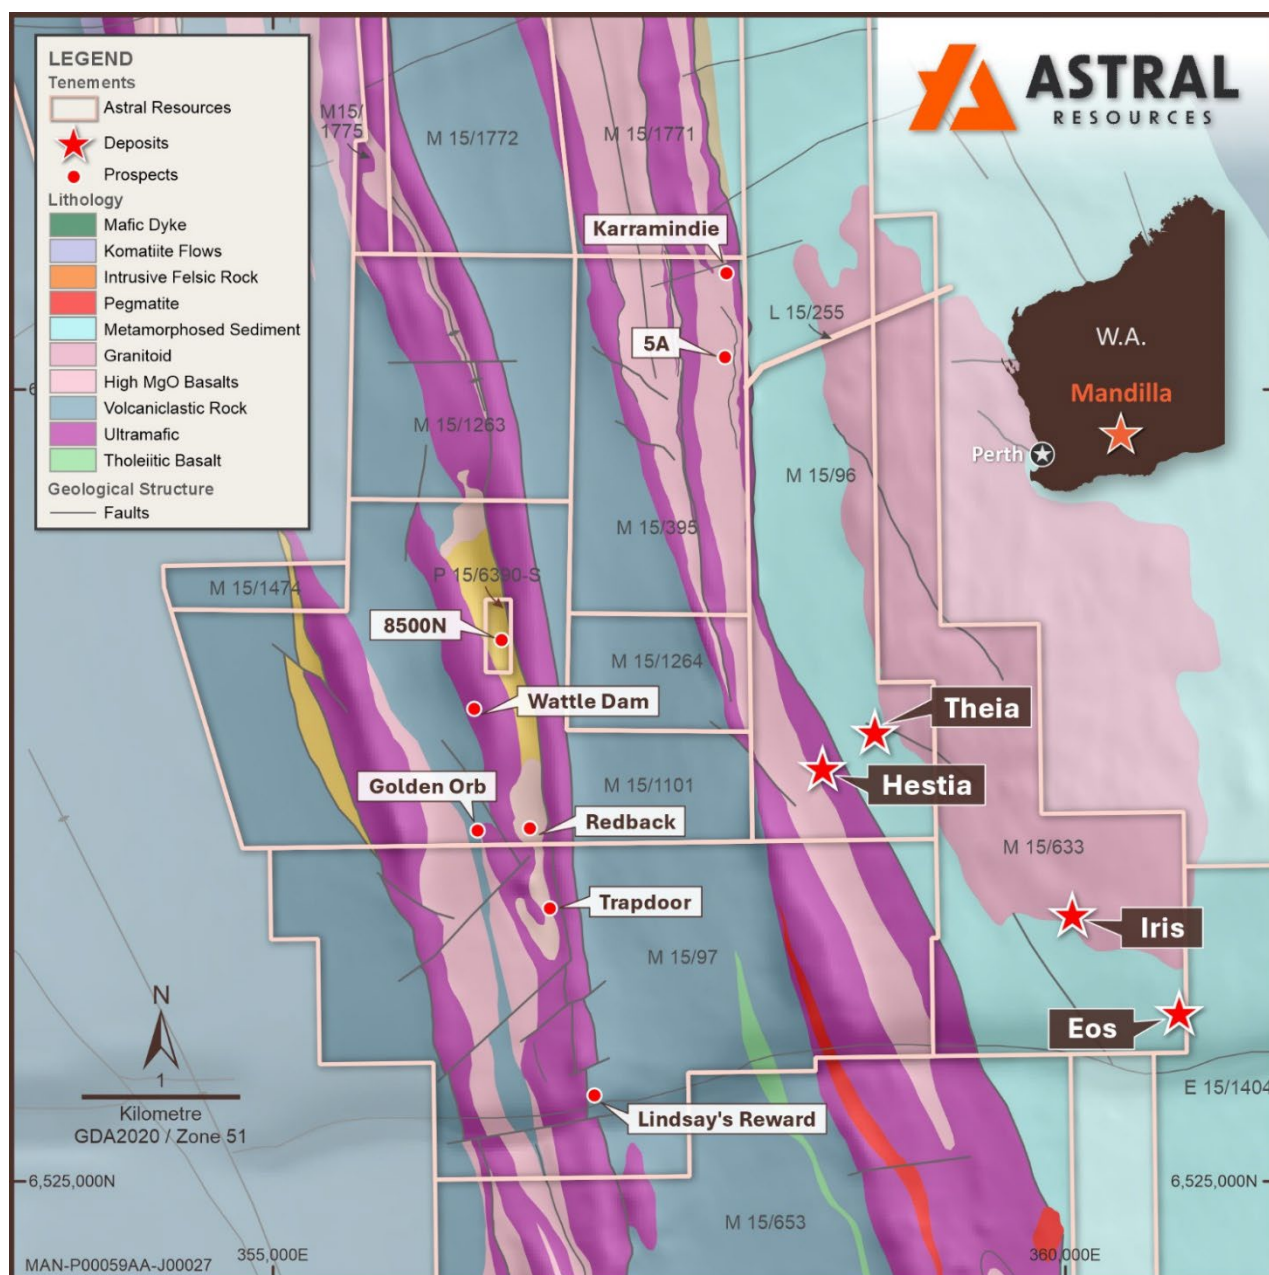 LEGEND
Tenements
Astral Resources
Deposits
Prospects
Lithology
Mafic Dyke
Komatiite Flows
Intrusive Felsic Rock
Pegmatite
Metamorphosed Sediment
Granitoid
High MgO Basalts
Volcaniclastic Rock
Ultramafic
Tholeiitic Basalt
Geological Structure
Faults
ASTRAL
RESOURCES
M15/
1775
M 15/1772
M 15/1771
Karramindie
L 15/255
5A
W.A.
Mandilla
Perth
M 15/1263
M 15/96
M 15/395
P 15/6390-S
M 15/1474
8500N
M 15/1264
Wattle Dam
Theia
Golden Orb
M 15/1101
Hestia
Redback
M 15/633
Trapdoor
Iris
M 15/97
N
Eos
1
Kilometre
GDA2020 / Zone 51
E 15/1404
Lindsay's Reward
6,525,000N
6,525,000N
M 15/653
355,000E
360,000E
MAN-P00059AA-J00027